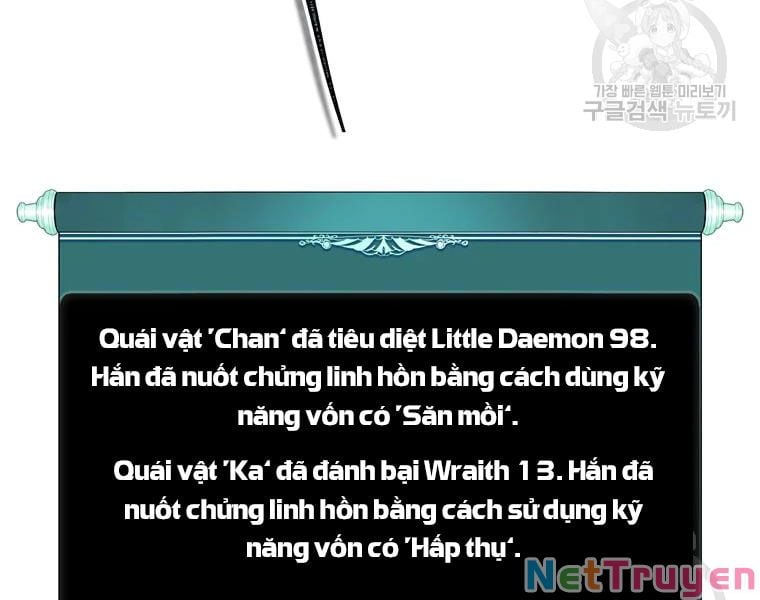 가장 빠른 웹툰 미리보기
구글검색 뉴토끼
Quái vật 'Chan' đã tiêu diệt Little Daemon 98.
Hắn đã nuốt chửng linh hồn bằng cách dùng kỹ
năng vốn có 'Săn mồi'.
Quái vật 'Ka' đã đánh bại Wraith 13. Hắn đã
nuốt chửng linh hồn bằng cách sử dụng kỹ
năng vốn có 'Hấp thụ'.
NetTruyen